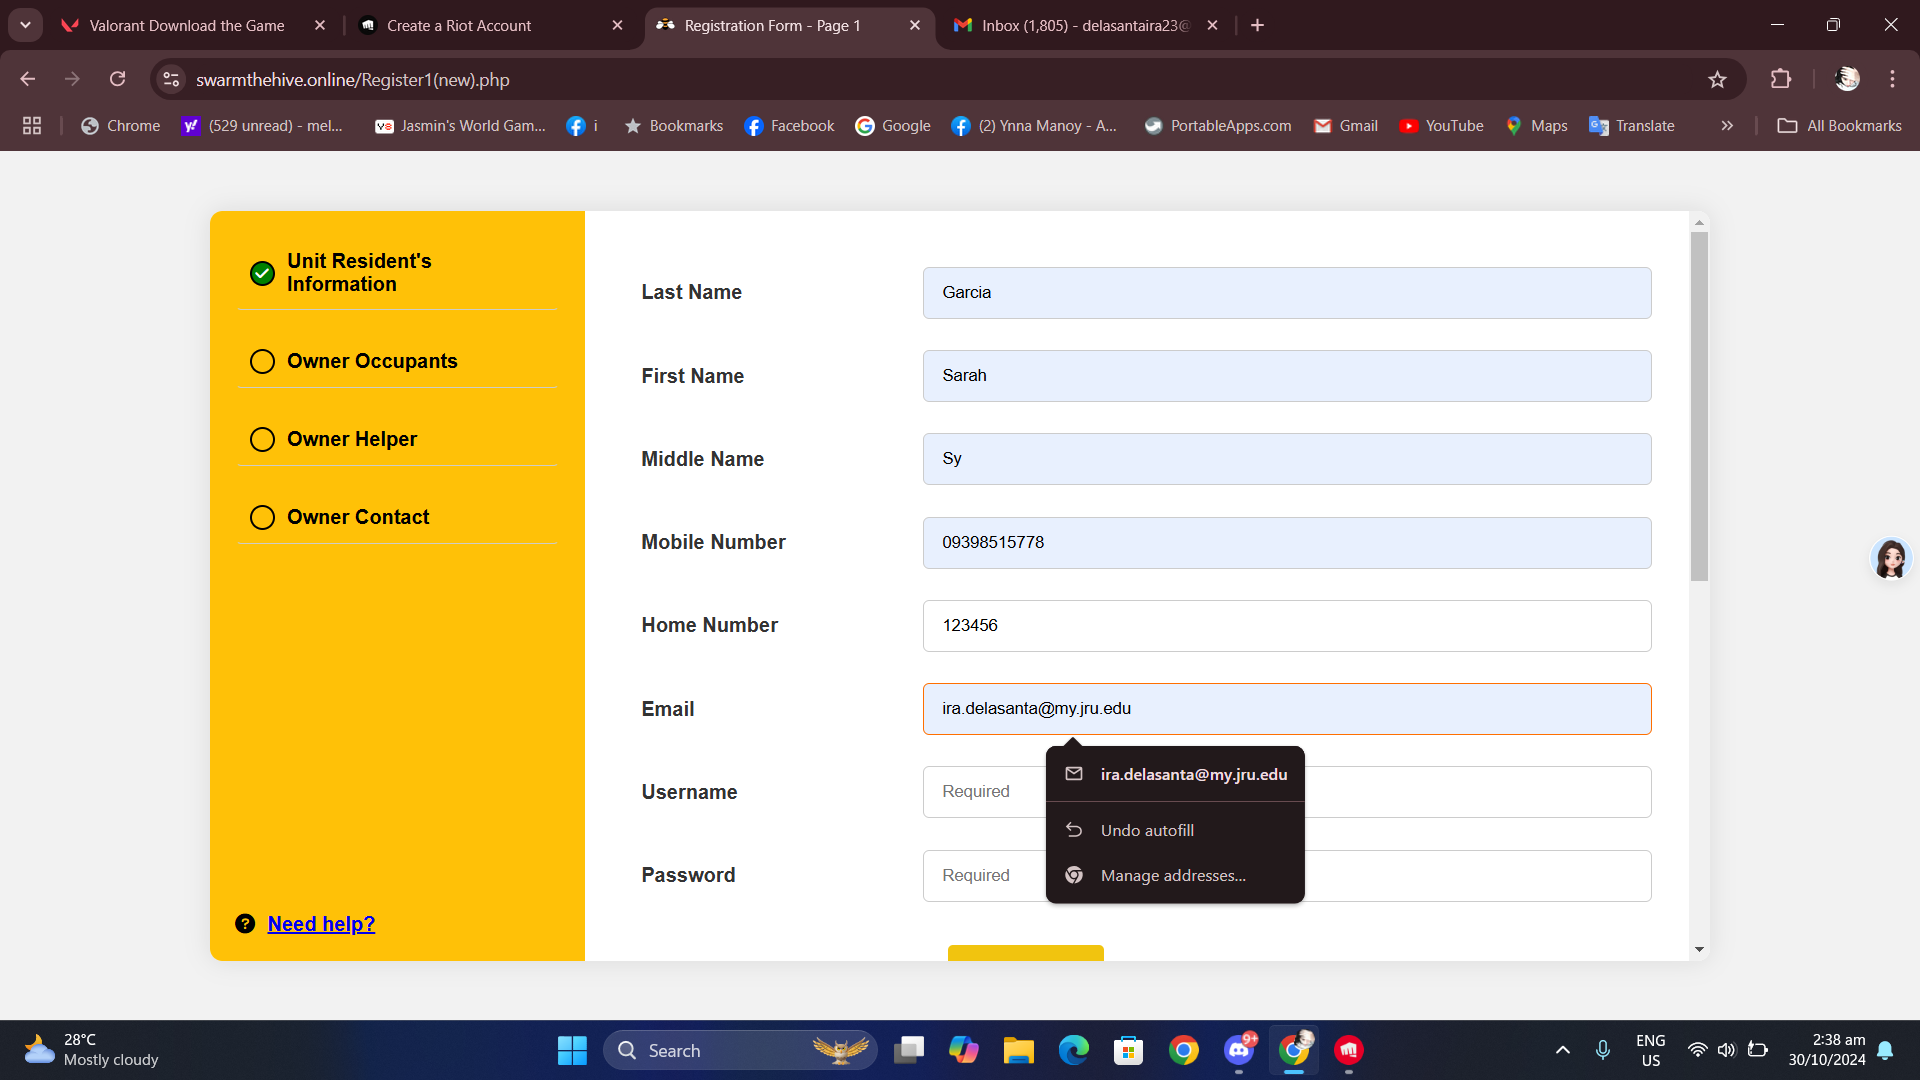 Valorant Download the Game
Create a Riot Account
Registration Form - Page 1
Inbox (1,805) - delasantaira23@
swarmthehive.online/Register1(new).php
Chrome
(529 unread) - mel...
Jasmin's World Gam...
i
Bookmarks
Facebook
Google
(2) Ynna Manoy - A...
PortableApps.com
Gmail
YouTube
Maps
Translate
All Bookmarks
Unit Resident's
Information
Owner Occupants
Owner Helper
Owner Contact
Need help?
Last Name
Garcia
First Name
Sarah
Middle Name
Sy
Mobile Number
09398515778
Home Number
123456
Email
ira.delasanta@my.jru.edu
ira.delasanta@my.jru.edu
Undo autofill
Manage addresses...
Username
Required
Password
Required
28°C
Mostly cloudy
Search
9+
ENG
US
2:38 am
30/10/2024